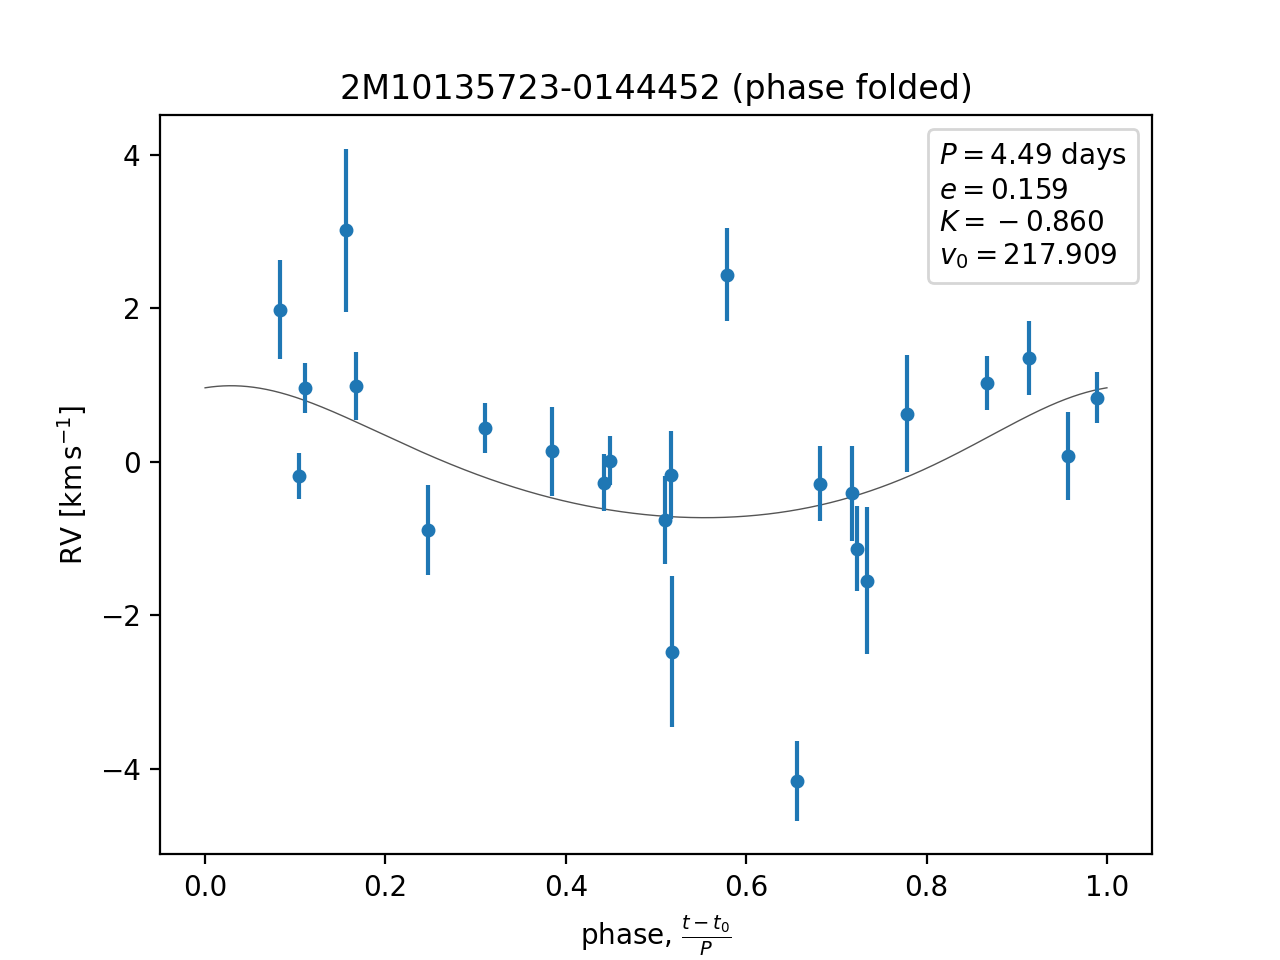 2M10135723-0144452 (phase folded)
P = 4.49 days
e = 0.159
K = − 0.860
v₀ = 217.909
RV [km s⁻¹]
4
2
0
−2
−4
0.0 0.2 0.4 0.6 0.8 1.0
phase, (t − t₀)/P